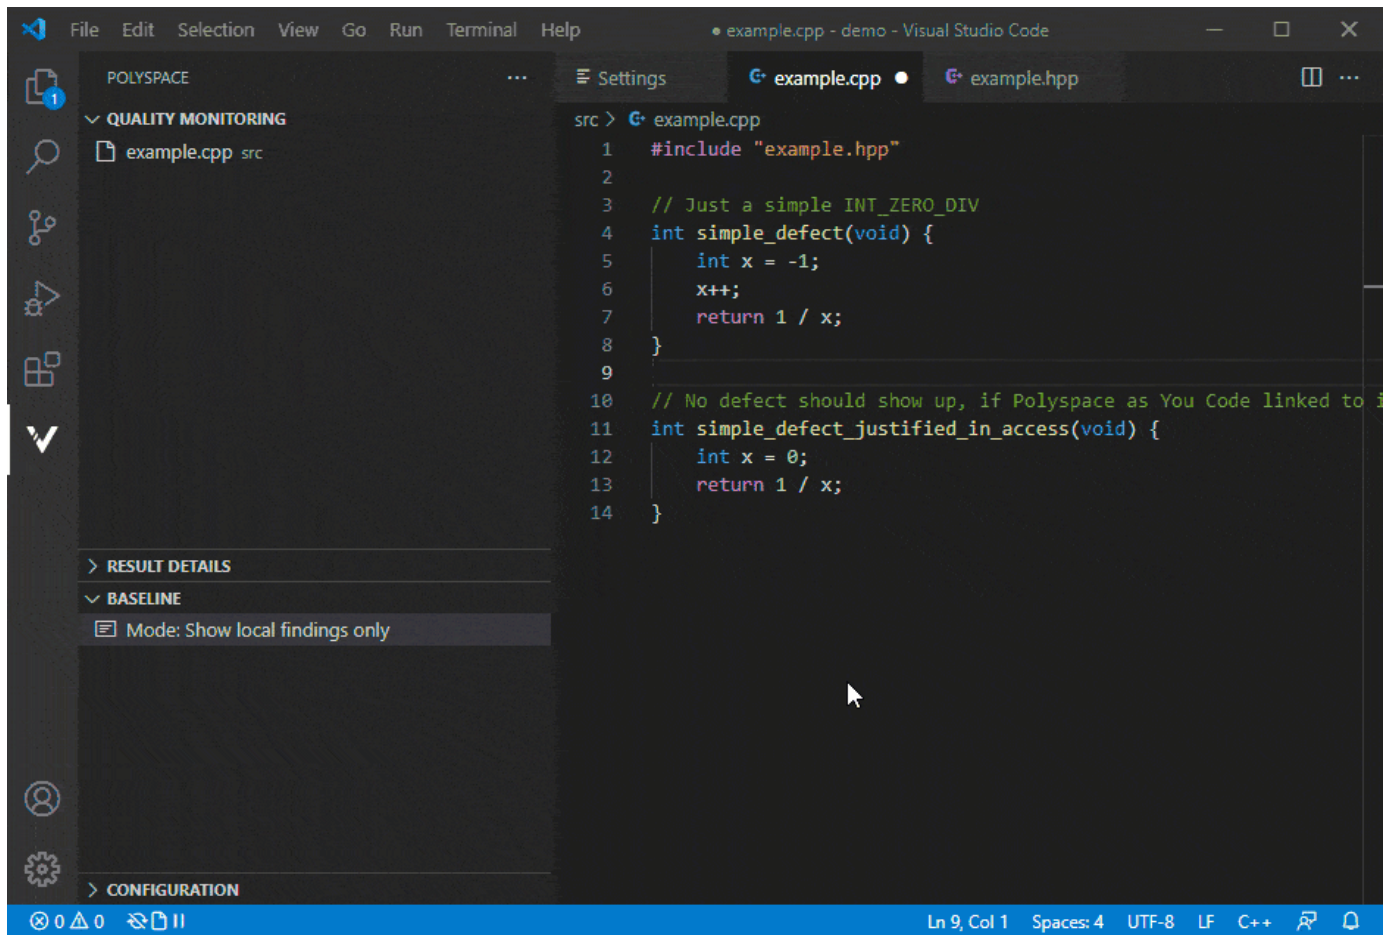 File Edit Selection View Go Run Terminal Help ● example.cpp - demo - Visual Studio Code
1
POLYSPACE ...
QUALITY MONITORING
example.cpp src
RESULT DETAILS
BASELINE
Mode: Show local findings only
CONFIGURATION
Settings example.cpp ● example.hpp ...
src > example.cpp
1 #include "example.hpp"
2
3 // Just a simple INT_ZERO_DIV
4 int simple_defect(void) {
5 int x = -1;
6 x++;
7 return 1 / x;
8 }
9
10 // No defect should show up, if Polyspace as You Code linked to i
11 int simple_defect_justified_in_access(void) {
12 int x = 0;
13 return 1 / x;
14 }
0 0 Ln 9, Col 1 Spaces: 4 UTF-8 LF C++